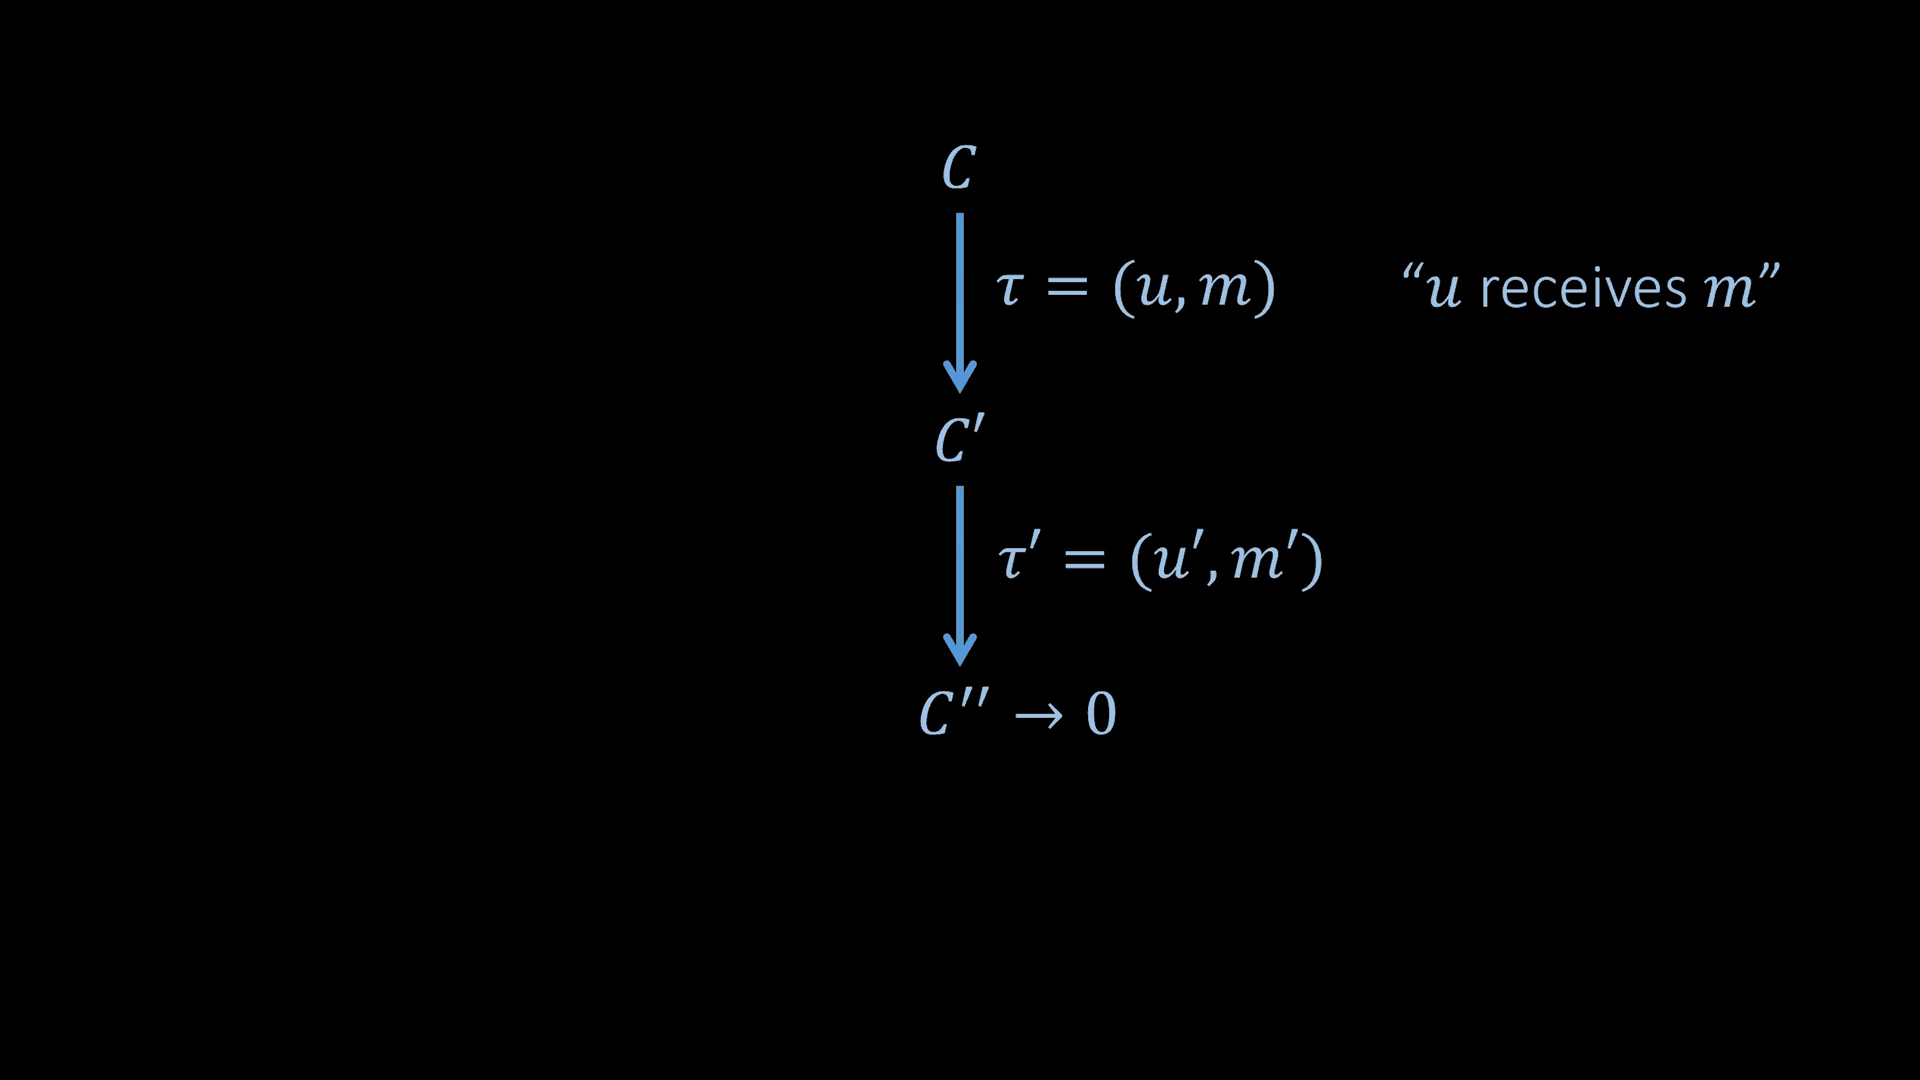 𝐶
𝜏 = (𝑢, 𝑚) “𝑢 receives 𝑚”
𝐶′
𝜏′ = (𝑢′, 𝑚′)
𝐶′′ → 0